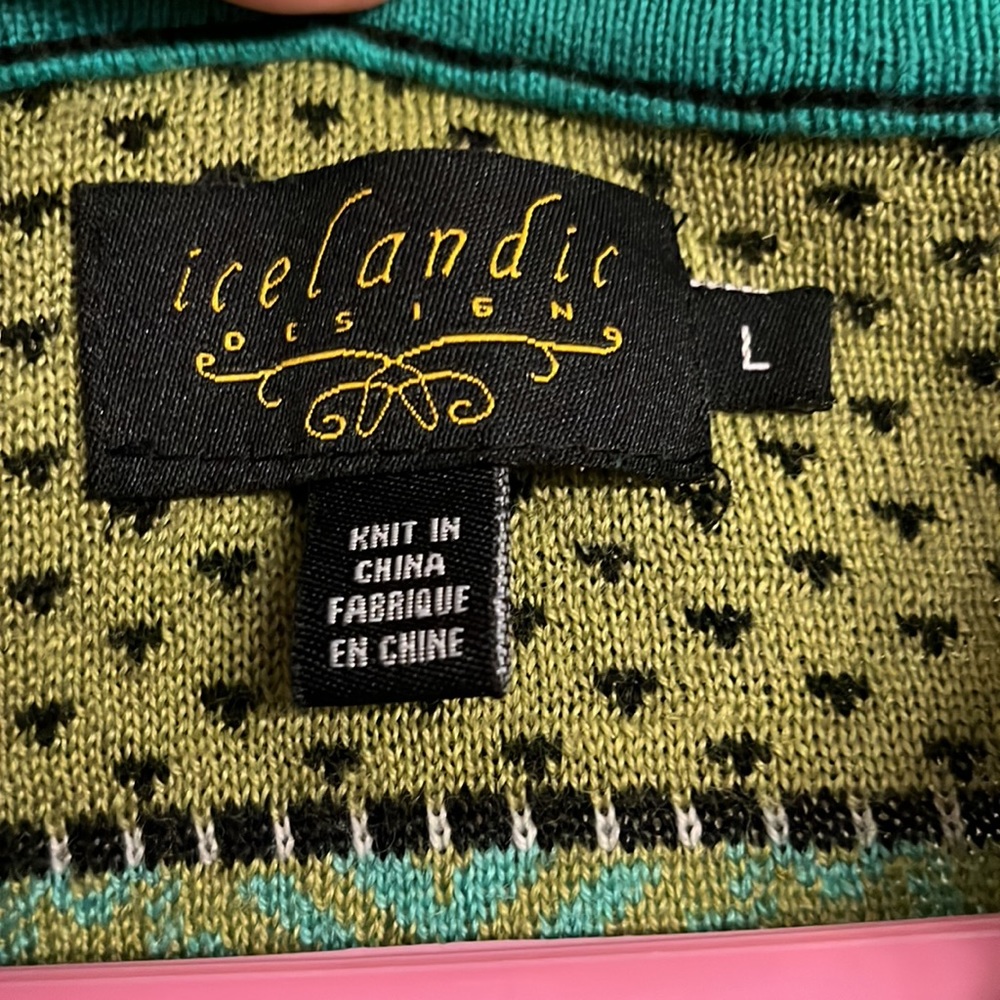 icelandic
DESIGN
L
KNIT IN
CHINA
FABRIQUE
EN CHINE